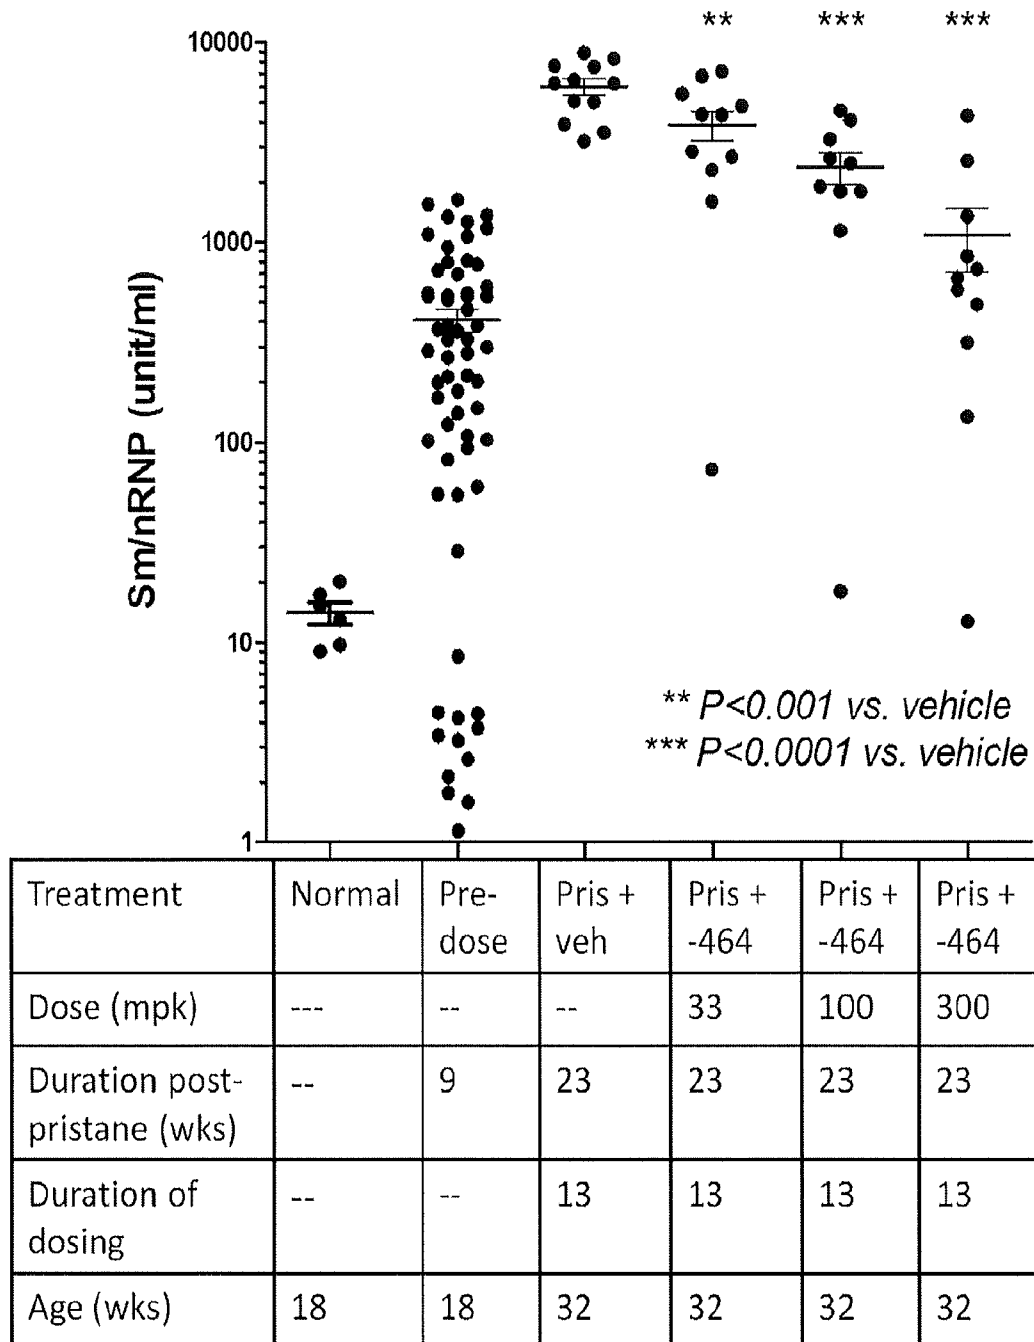 ** *** ***
10000
1000
100
10
1
Sm/nRNP (unit/ml)
** P<0.001 vs. vehicle
*** P<0.0001 vs. vehicle
Treatment Normal Pre-dose Pris + veh Pris + -464 Pris + -464 Pris + -464
Dose (mpk) --- -- -- 33 100 300
Duration post-pristane (wks) -- 9 23 23 23 23
Duration of dosing -- -- 13 13 13 13
Age (wks) 18 18 32 32 32 32